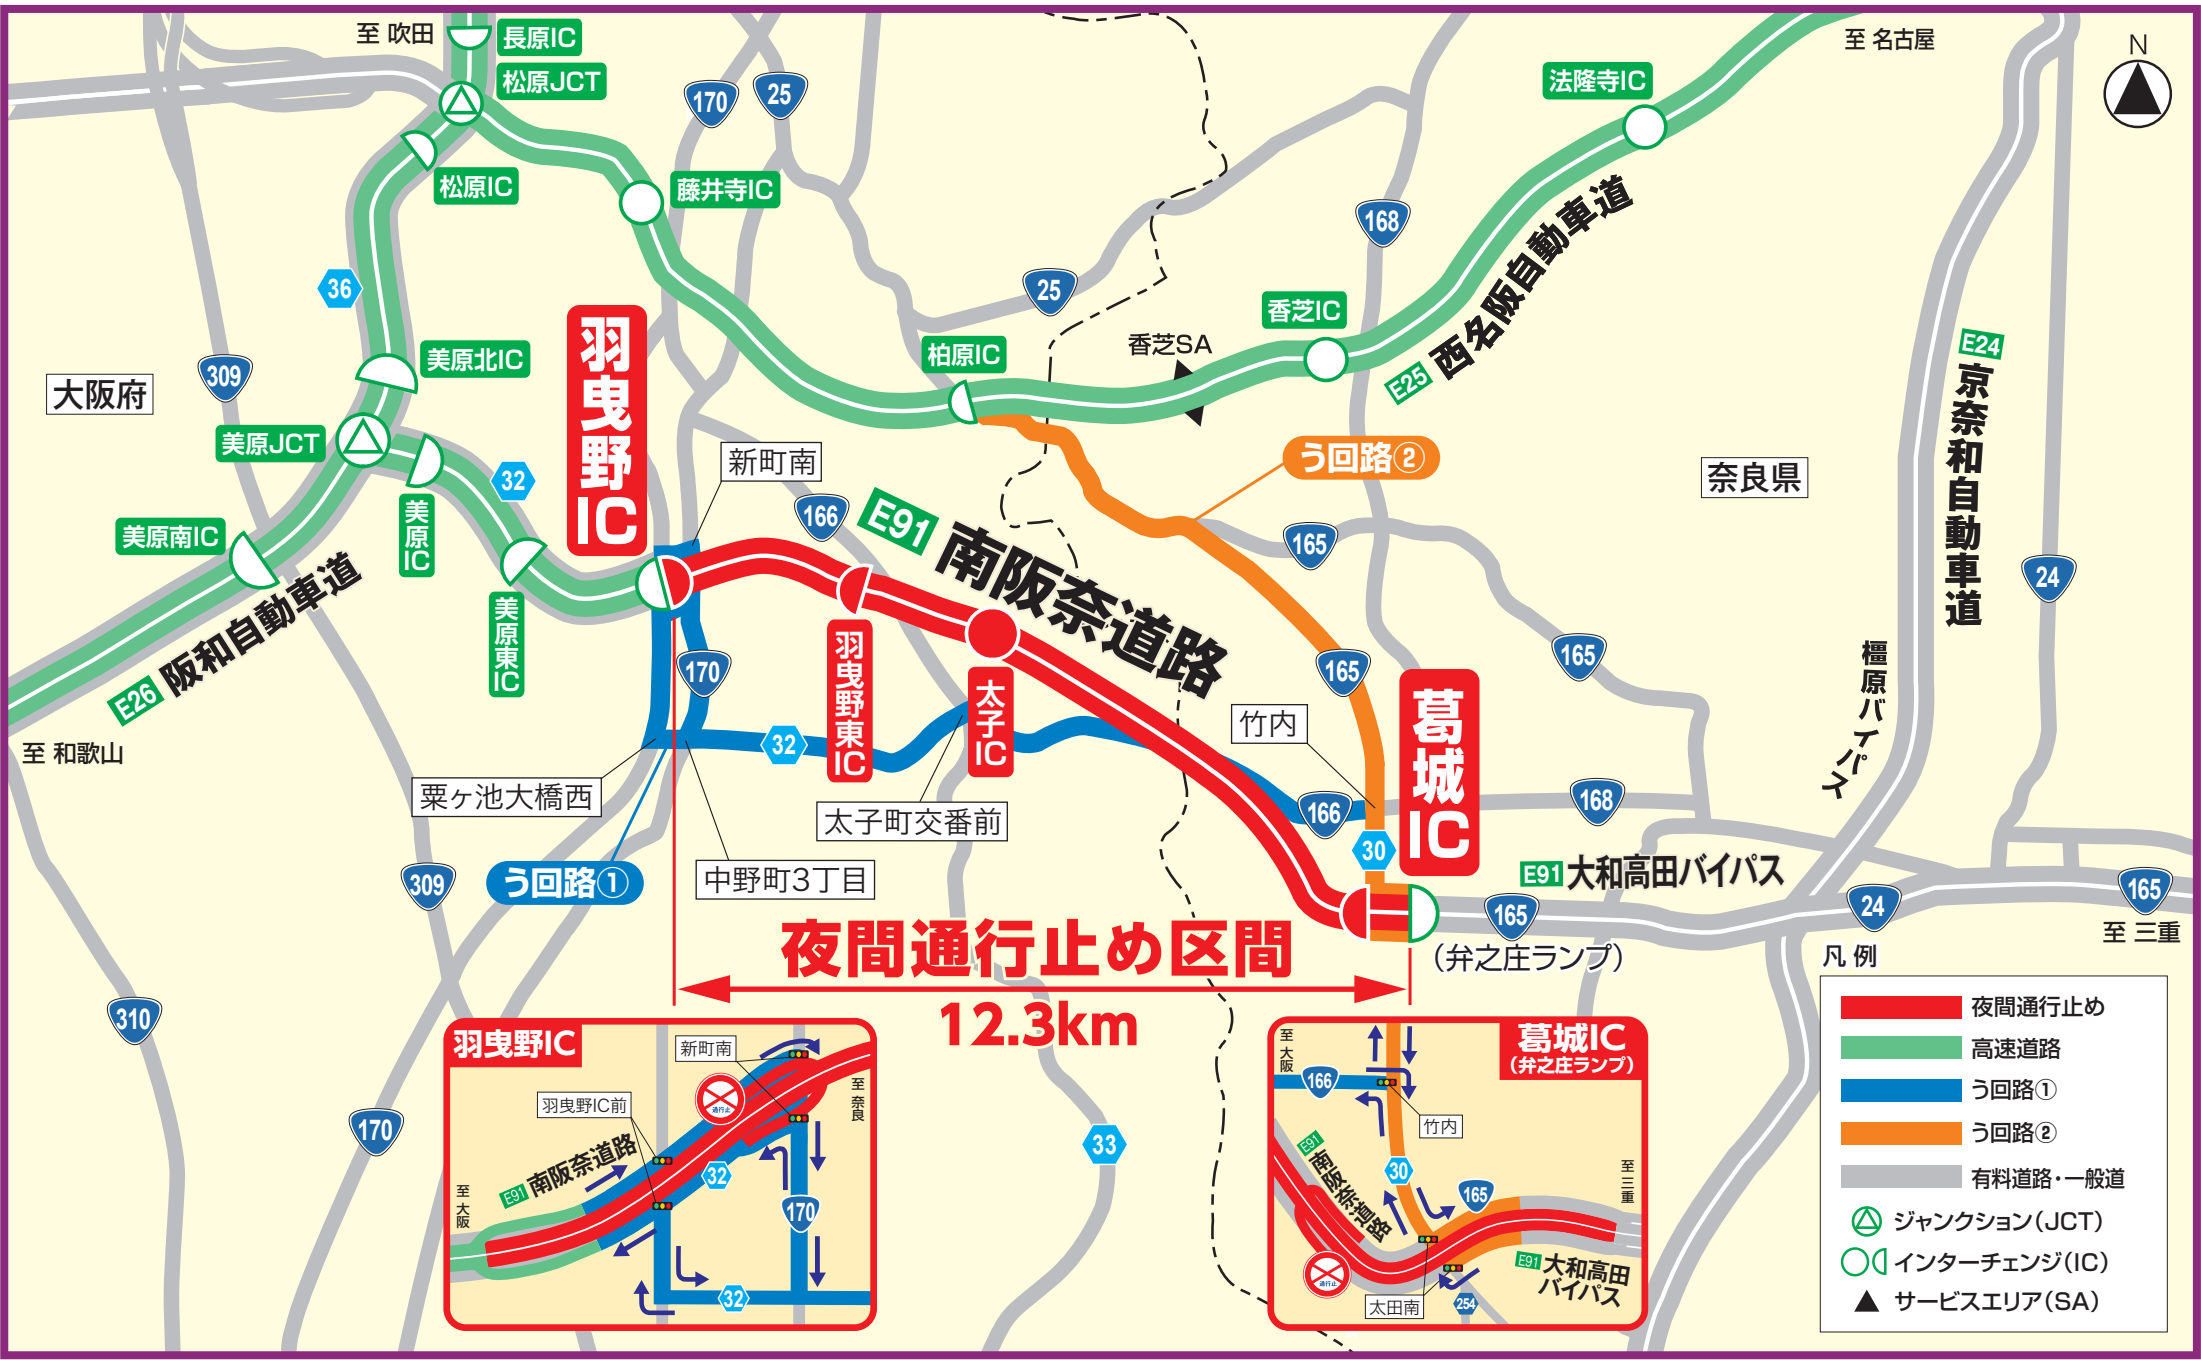 至 吹田
長原IC
松原JCT
松原IC
藤井寺IC
170
25
法隆寺IC
至 名古屋
N
36
168
25
香芝IC
香芝SA
柏原IC
E25 西名阪自動車道
E24 京奈和自動車道
大阪府
309
美原北IC
美原JCT
32
美原IC
美原南IC
美原東IC
E26 阪和自動車道
至 和歌山
羽曳野IC
新町南
166
E91 南阪奈道路
う回路②
奈良県
165
24
165
165
170
羽曳野東IC
太子IC
32
竹内
葛城IC
橿原バイパス
粟ヶ池大橋西
太子町交番前
166
168
30
309
う回路①
中野町3丁目
E91 大和高田バイパス
165
24
165
至 三重
(弁之庄ランプ)
夜間通行止め区間
12.3km
310
170
33
羽曳野IC
新町南
羽曳野IC前
通行止
至 奈良
E91 南阪奈道路
至 大阪
32
170
32
葛城IC
(弁之庄ランプ)
至 大阪
166
竹内
30
165
至 三重
E91 南阪奈道路
通行止
太田南
254
E91 大和高田
バイパス
凡 例
夜間通行止め
高速道路
う回路①
う回路②
有料道路・一般道
ジャンクション(JCT)
インターチェンジ(IC)
サービスエリア(SA)